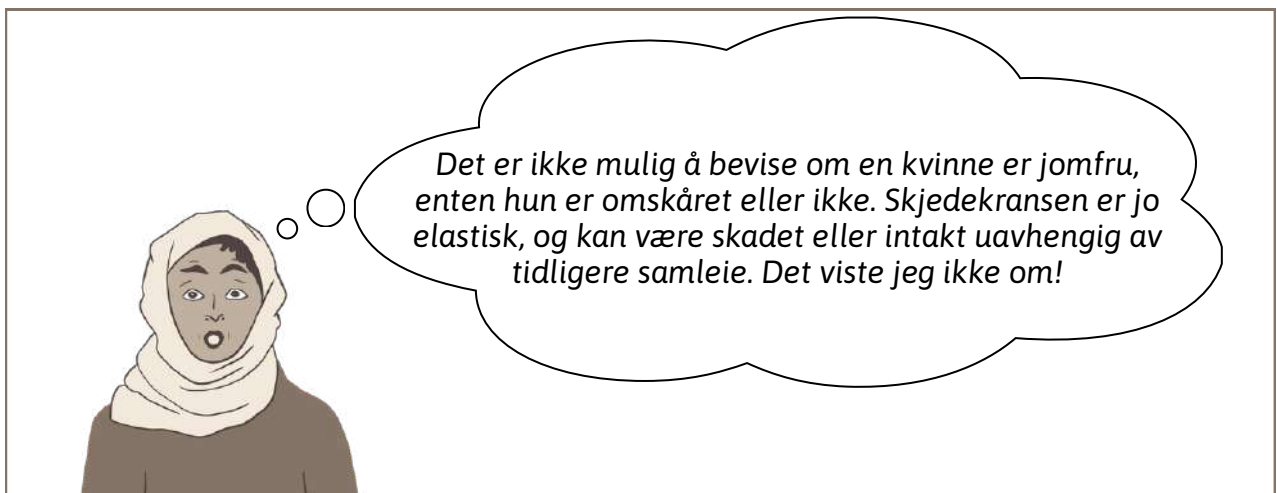 Det er ikke mulig å bevise om en kvinne er jomfru,
enten hun er omskåret eller ikke. Skjedekransen er jo
elastisk, og kan være skadet eller intakt uavhengig av
tidligere samleie. Det viste jeg ikke om!